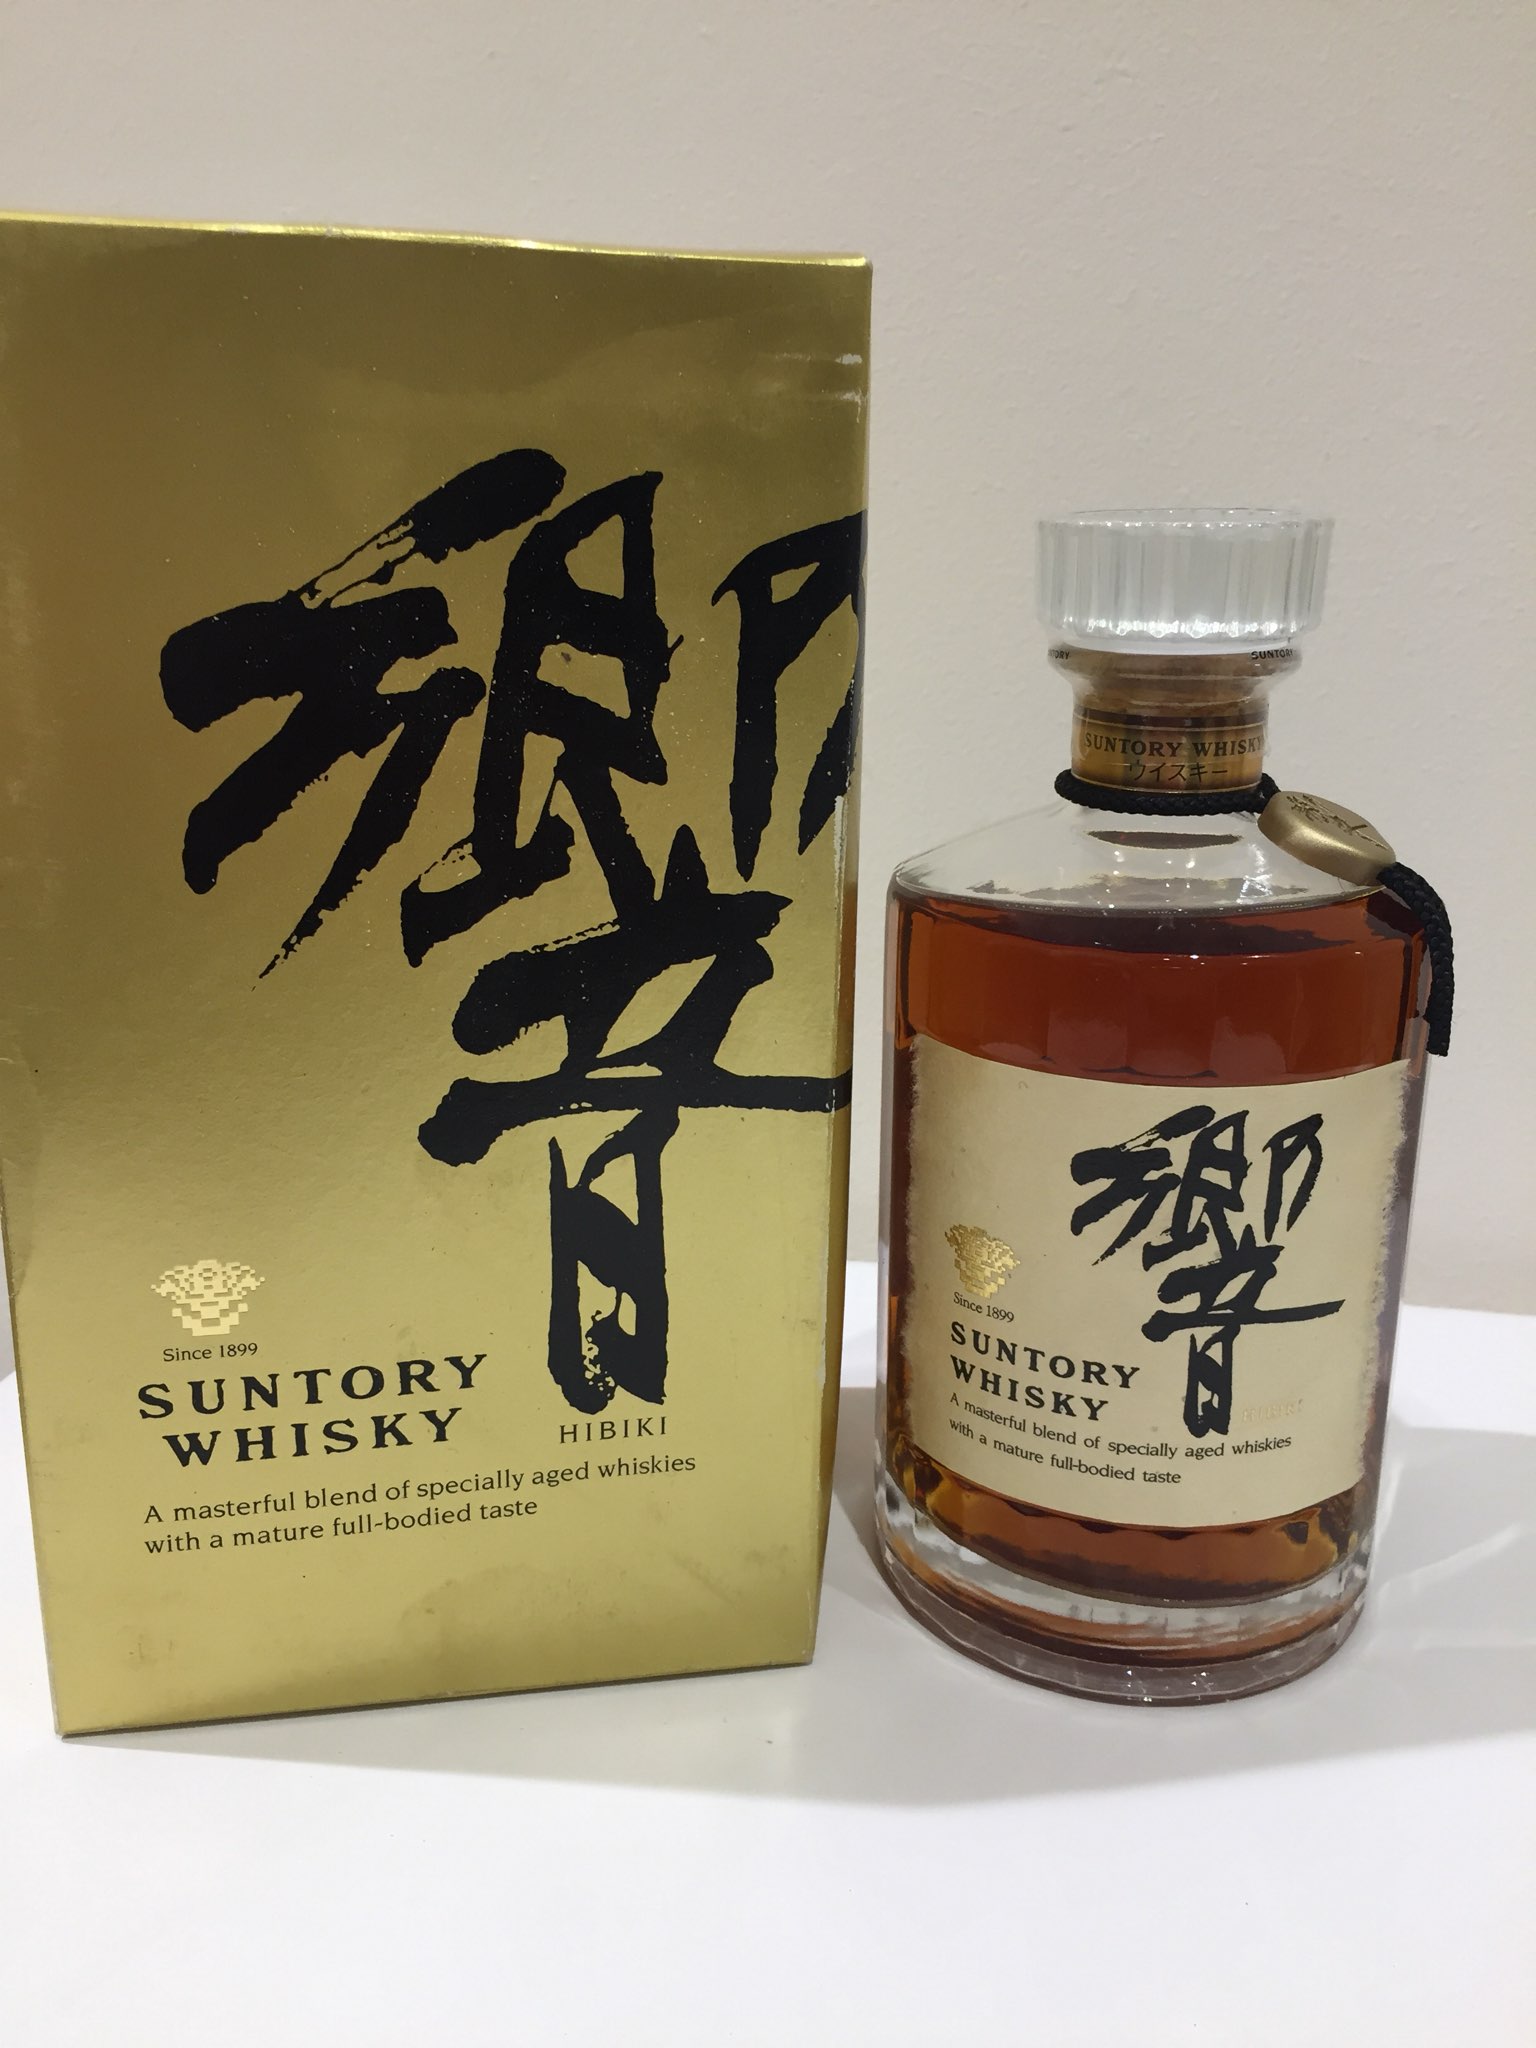 響
Since 1899
SUNTORY
WHISKY
HIBIKI
A masterful blend of specially aged whiskies
with a mature full-bodied taste
SUNTORY
SUNTORY WHISKY
ウイスキー
響
Since 1899
SUNTORY
WHISKY
HIBIKI
A masterful blend of specially aged whiskies
with a mature full-bodied taste